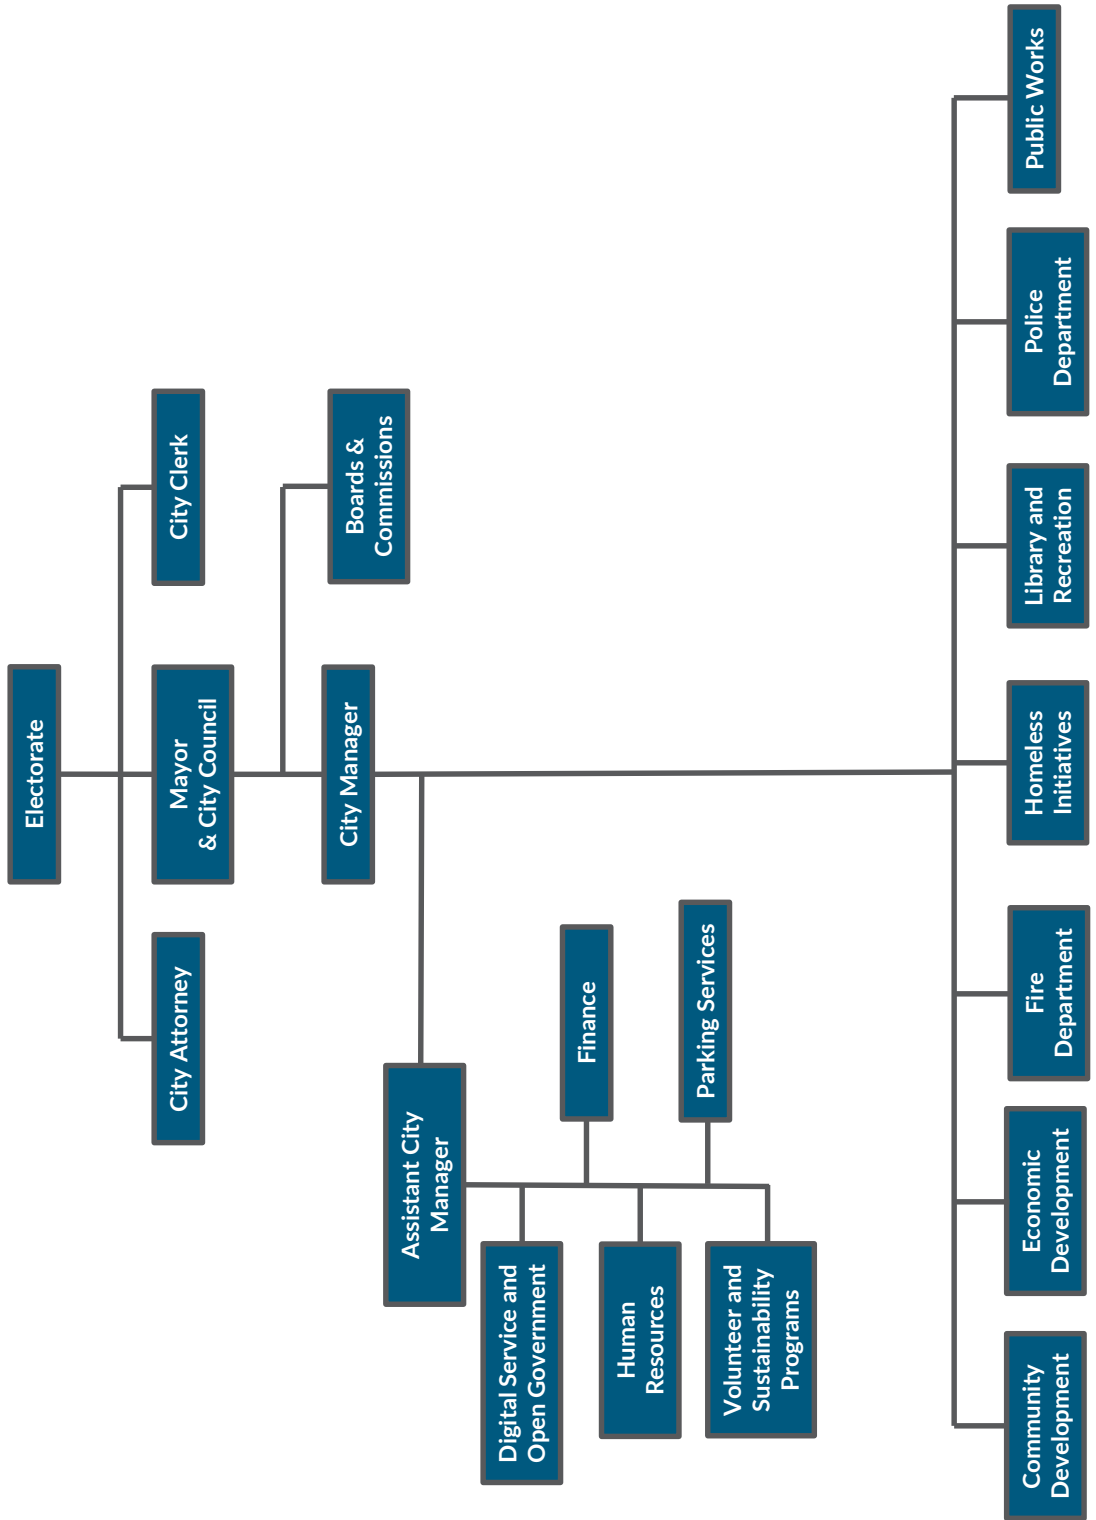 Electorate
City Attorney
Mayor
& City Council
City Clerk
City Manager
Boards &
Commissions
Assistant City
Manager
Digital Service and
Open Government
Finance
Human
Resources
Parking Services
Volunteer and
Sustainability
Programs
Community
Development
Economic
Development
Fire
Department
Homeless
Initiatives
Library and
Recreation
Police
Department
Public Works